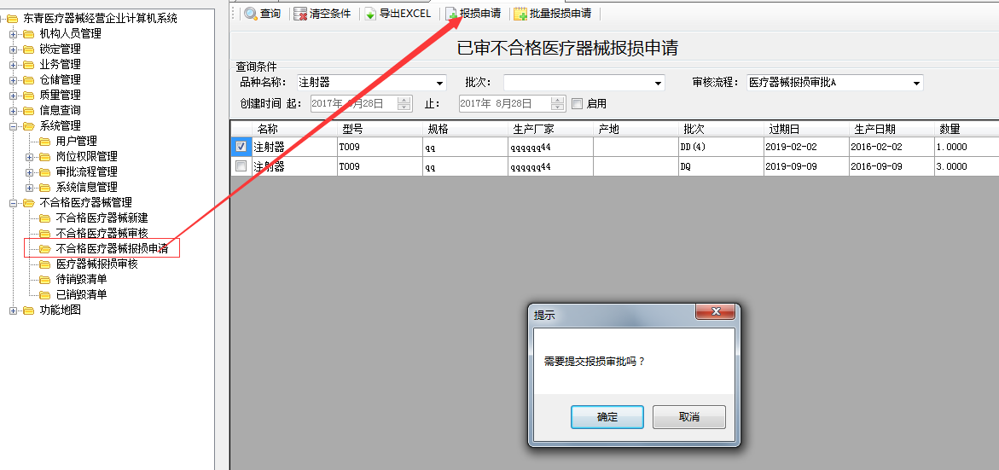 东青医疗器械经营企业计算机系统
机构人员管理
锁定管理
业务管理
仓储管理
质量管理
信息查询
系统管理
用户管理
岗位权限管理
审批流程管理
系统信息管理
不合格医疗器械管理
不合格医疗器械新建
不合格医疗器械审核
不合格医疗器械报损申请
医疗器械报损审核
待销毁清单
已销毁清单
功能地图
查询 清空条件 导出EXCEL 报损申请 批量报损申请
已审不合格医疗器械报损申请
查询条件
品种名称: 注射器 批次: 审核流程: 医疗器械报损审批A
创建时间 起: 2017年 8月28日 止: 2017年 8月28日 启用
名称 型号 规格 生产厂家 产地 批次 过期日 生产日期 数量
注射器 T009 qq qqqqqq44 DD(4) 2019-02-02 2016-02-02 1.0000
注射器 T009 qq qqqqqq44 DQ 2019-09-09 2016-09-09 3.0000
提示
需要提交报损审批吗？
确定 取消